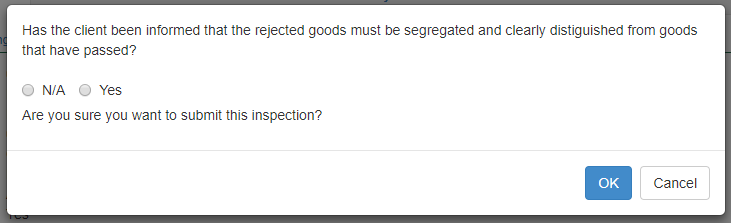 Has the client been informed that the rejected goods must be segregated and clearly distiguished from goods
that have passed?
N/A Yes
Are you sure you want to submit this inspection?
OK Cancel
Yes